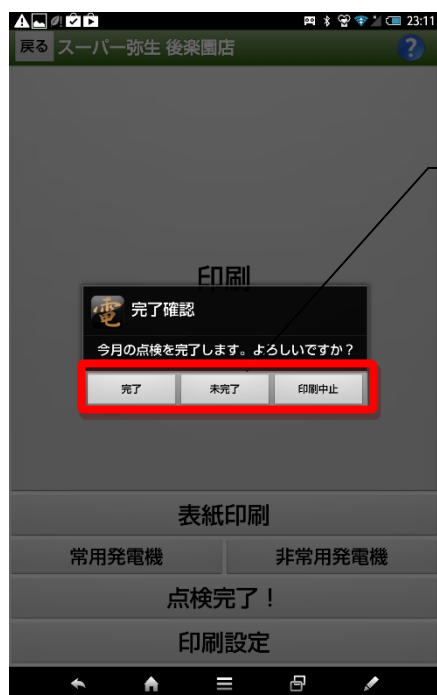 23:11
戻る スーパー弥生 後楽園店 ?
印刷
電 完了確認
今月の点検を完了します。よろしいですか？
完了 未完了 印刷中止
表紙印刷
常用発電機 非常用発電機
点検完了！
印刷設定